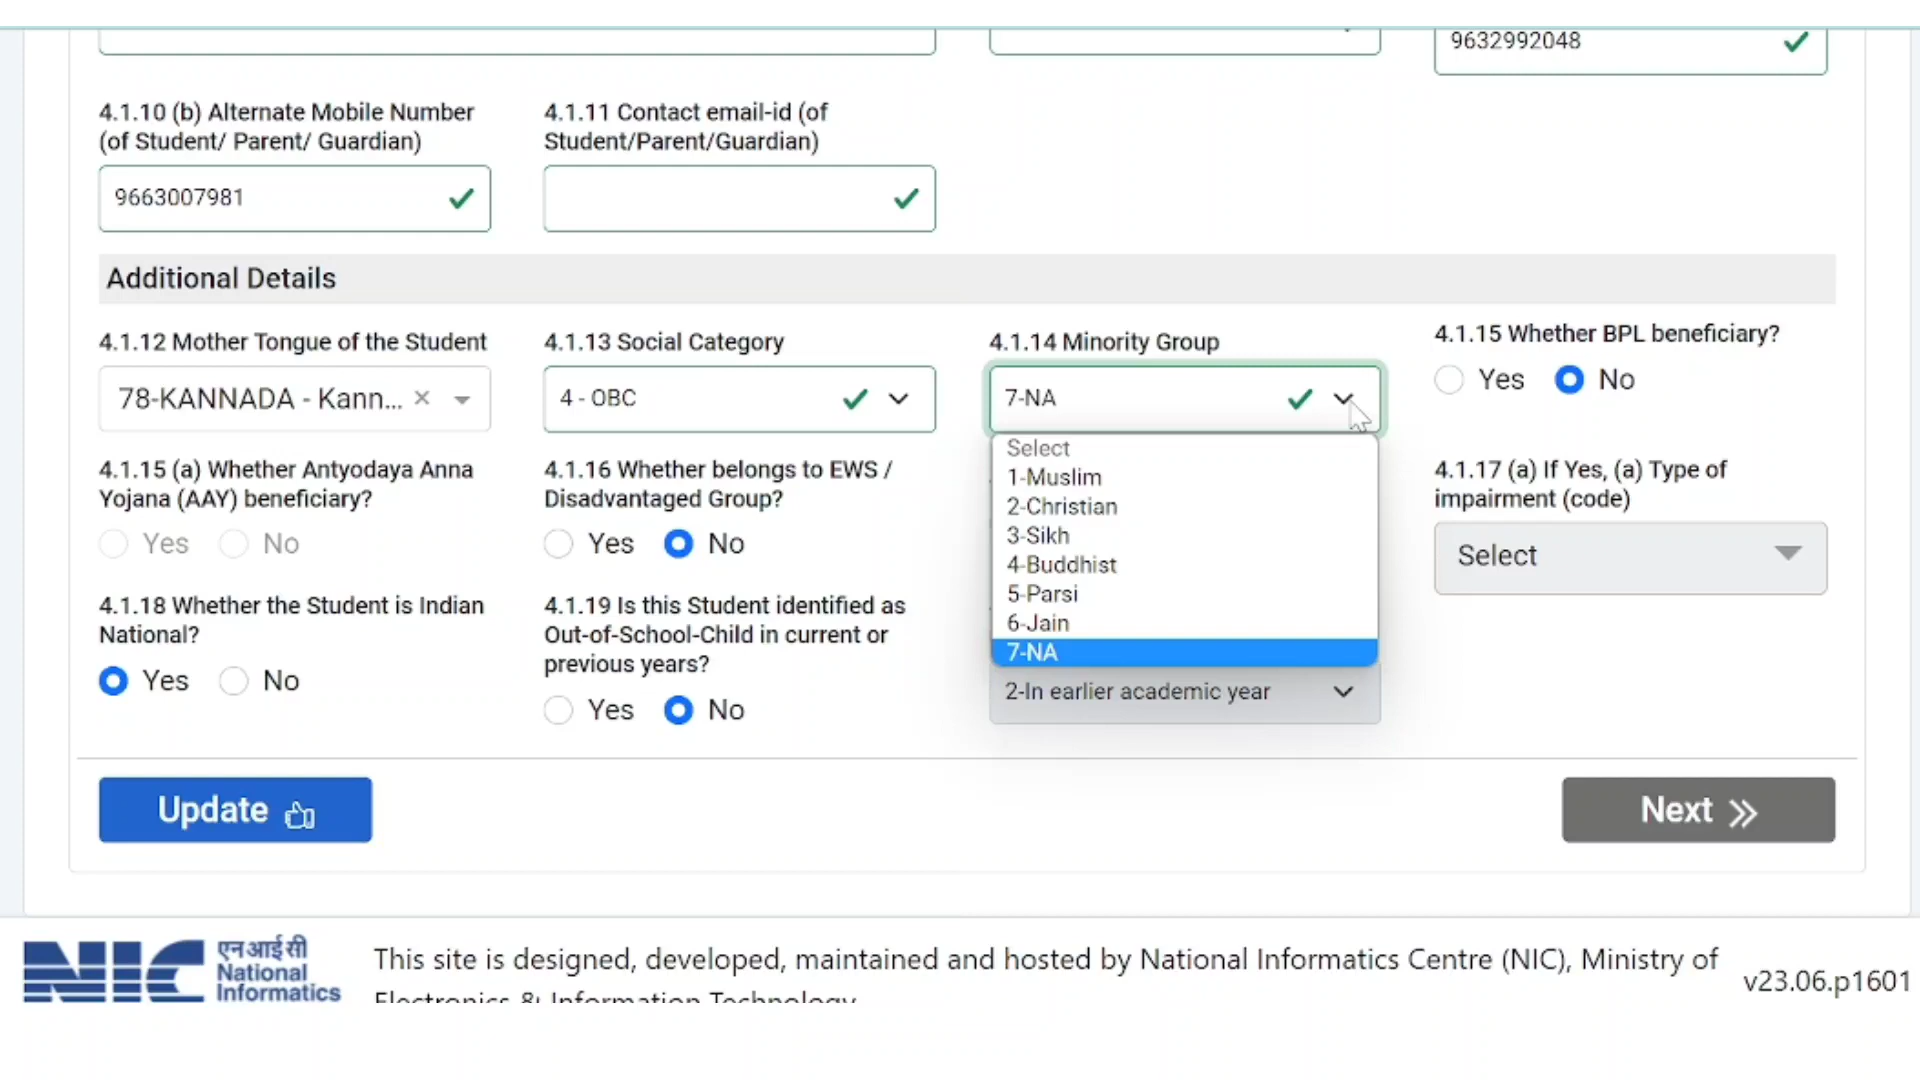 9632992048
4.1.10 (b) Alternate Mobile Number
(of Student/ Parent/ Guardian)
4.1.11 Contact email-id (of
Student/Parent/Guardian)
9663007981
Additional Details
4.1.12 Mother Tongue of the Student
4.1.13 Social Category
4.1.14 Minority Group
4.1.15 Whether BPL beneficiary?
78-KANNADA - Kann...
4 - OBC
7-NA
Yes No
Select
1-Muslim
2-Christian
3-Sikh
4-Buddhist
5-Parsi
6-Jain
7-NA
4.1.15 (a) Whether Antyodaya Anna
Yojana (AAY) beneficiary?
Yes No
4.1.16 Whether belongs to EWS /
Disadvantaged Group?
Yes No
4.1.17 (a) If Yes, (a) Type of
impairment (code)
Select
4.1.18 Whether the Student is Indian
National?
Yes No
4.1.19 Is this Student identified as
Out-of-School-Child in current or
previous years?
Yes No
2-In earlier academic year
Update
Next
NIC
एनआईसी
National
Informatics
This site is designed, developed, maintained and hosted by National Informatics Centre (NIC), Ministry of
Electronics & Information Technology
v23.06.p1601